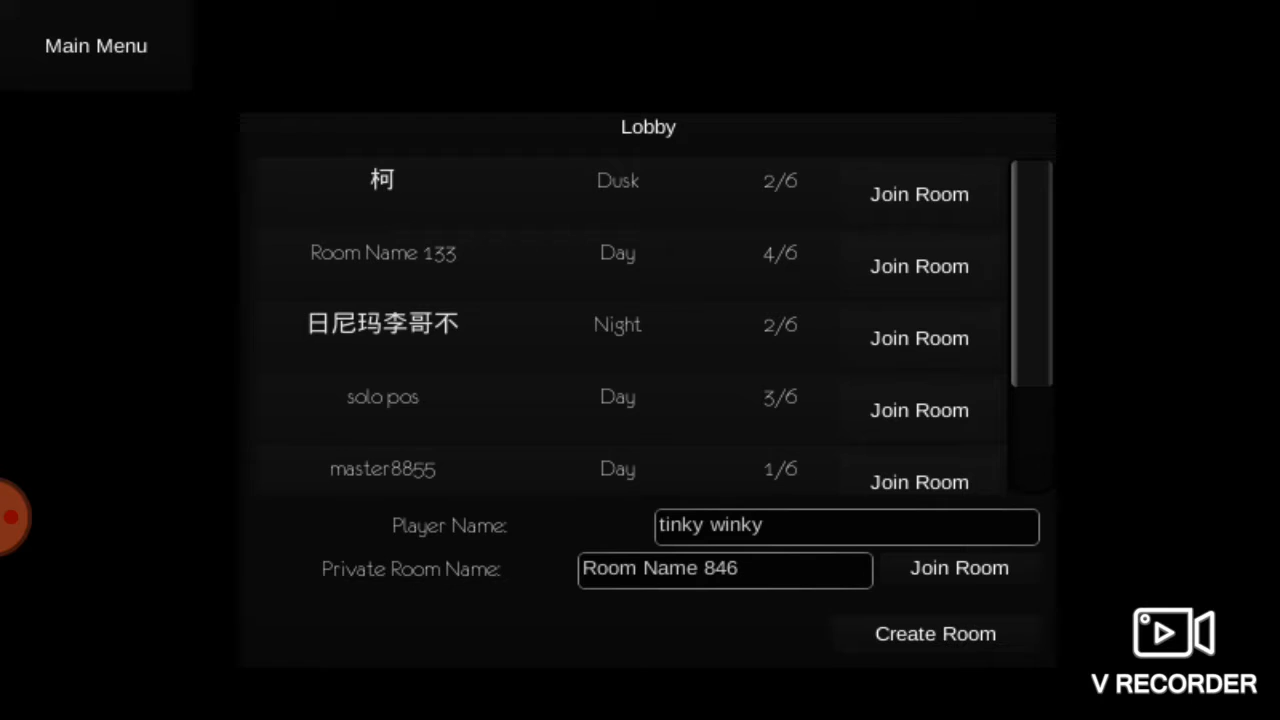 Main Menu
Lobby
柯 Dusk 2/6 Join Room
Room Name 133 Day 4/6 Join Room
日尼玛李哥不 Night 2/6 Join Room
solo pos Day 3/6 Join Room
master8855 Day 1/6 Join Room
Player Name: tinky winky
Private Room Name: Room Name 846 Join Room
Create Room
V RECORDER